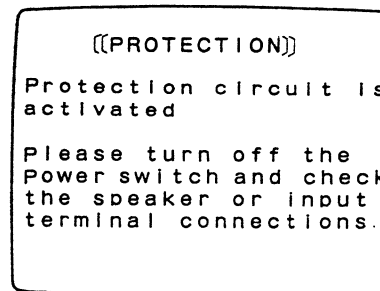 [[PROTECTION]]
Protection circuit is
activated
Please turn off the
Power switch and check
the speaker or input
terminal connections.